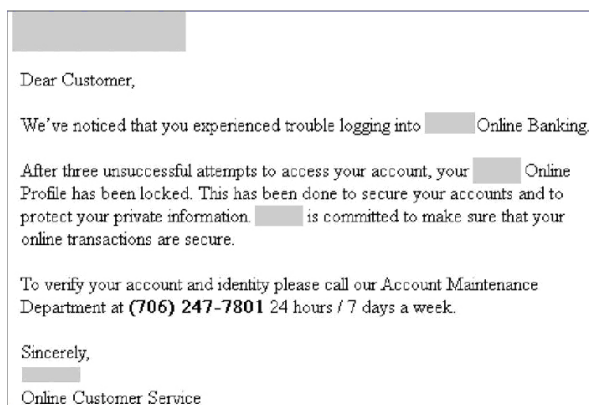 Dear Customer,
We've noticed that you experienced trouble logging into Online Banking.
After three unsuccessful attempts to access your account, your Online
Profile has been locked. This has been done to secure your accounts and to
protect your private information. is committed to make sure that your
online transactions are secure.
To verify your account and identity please call our Account Maintenance
Department at (706) 247-7801 24 hours / 7 days a week.
Sincerely,
Online Customer Service